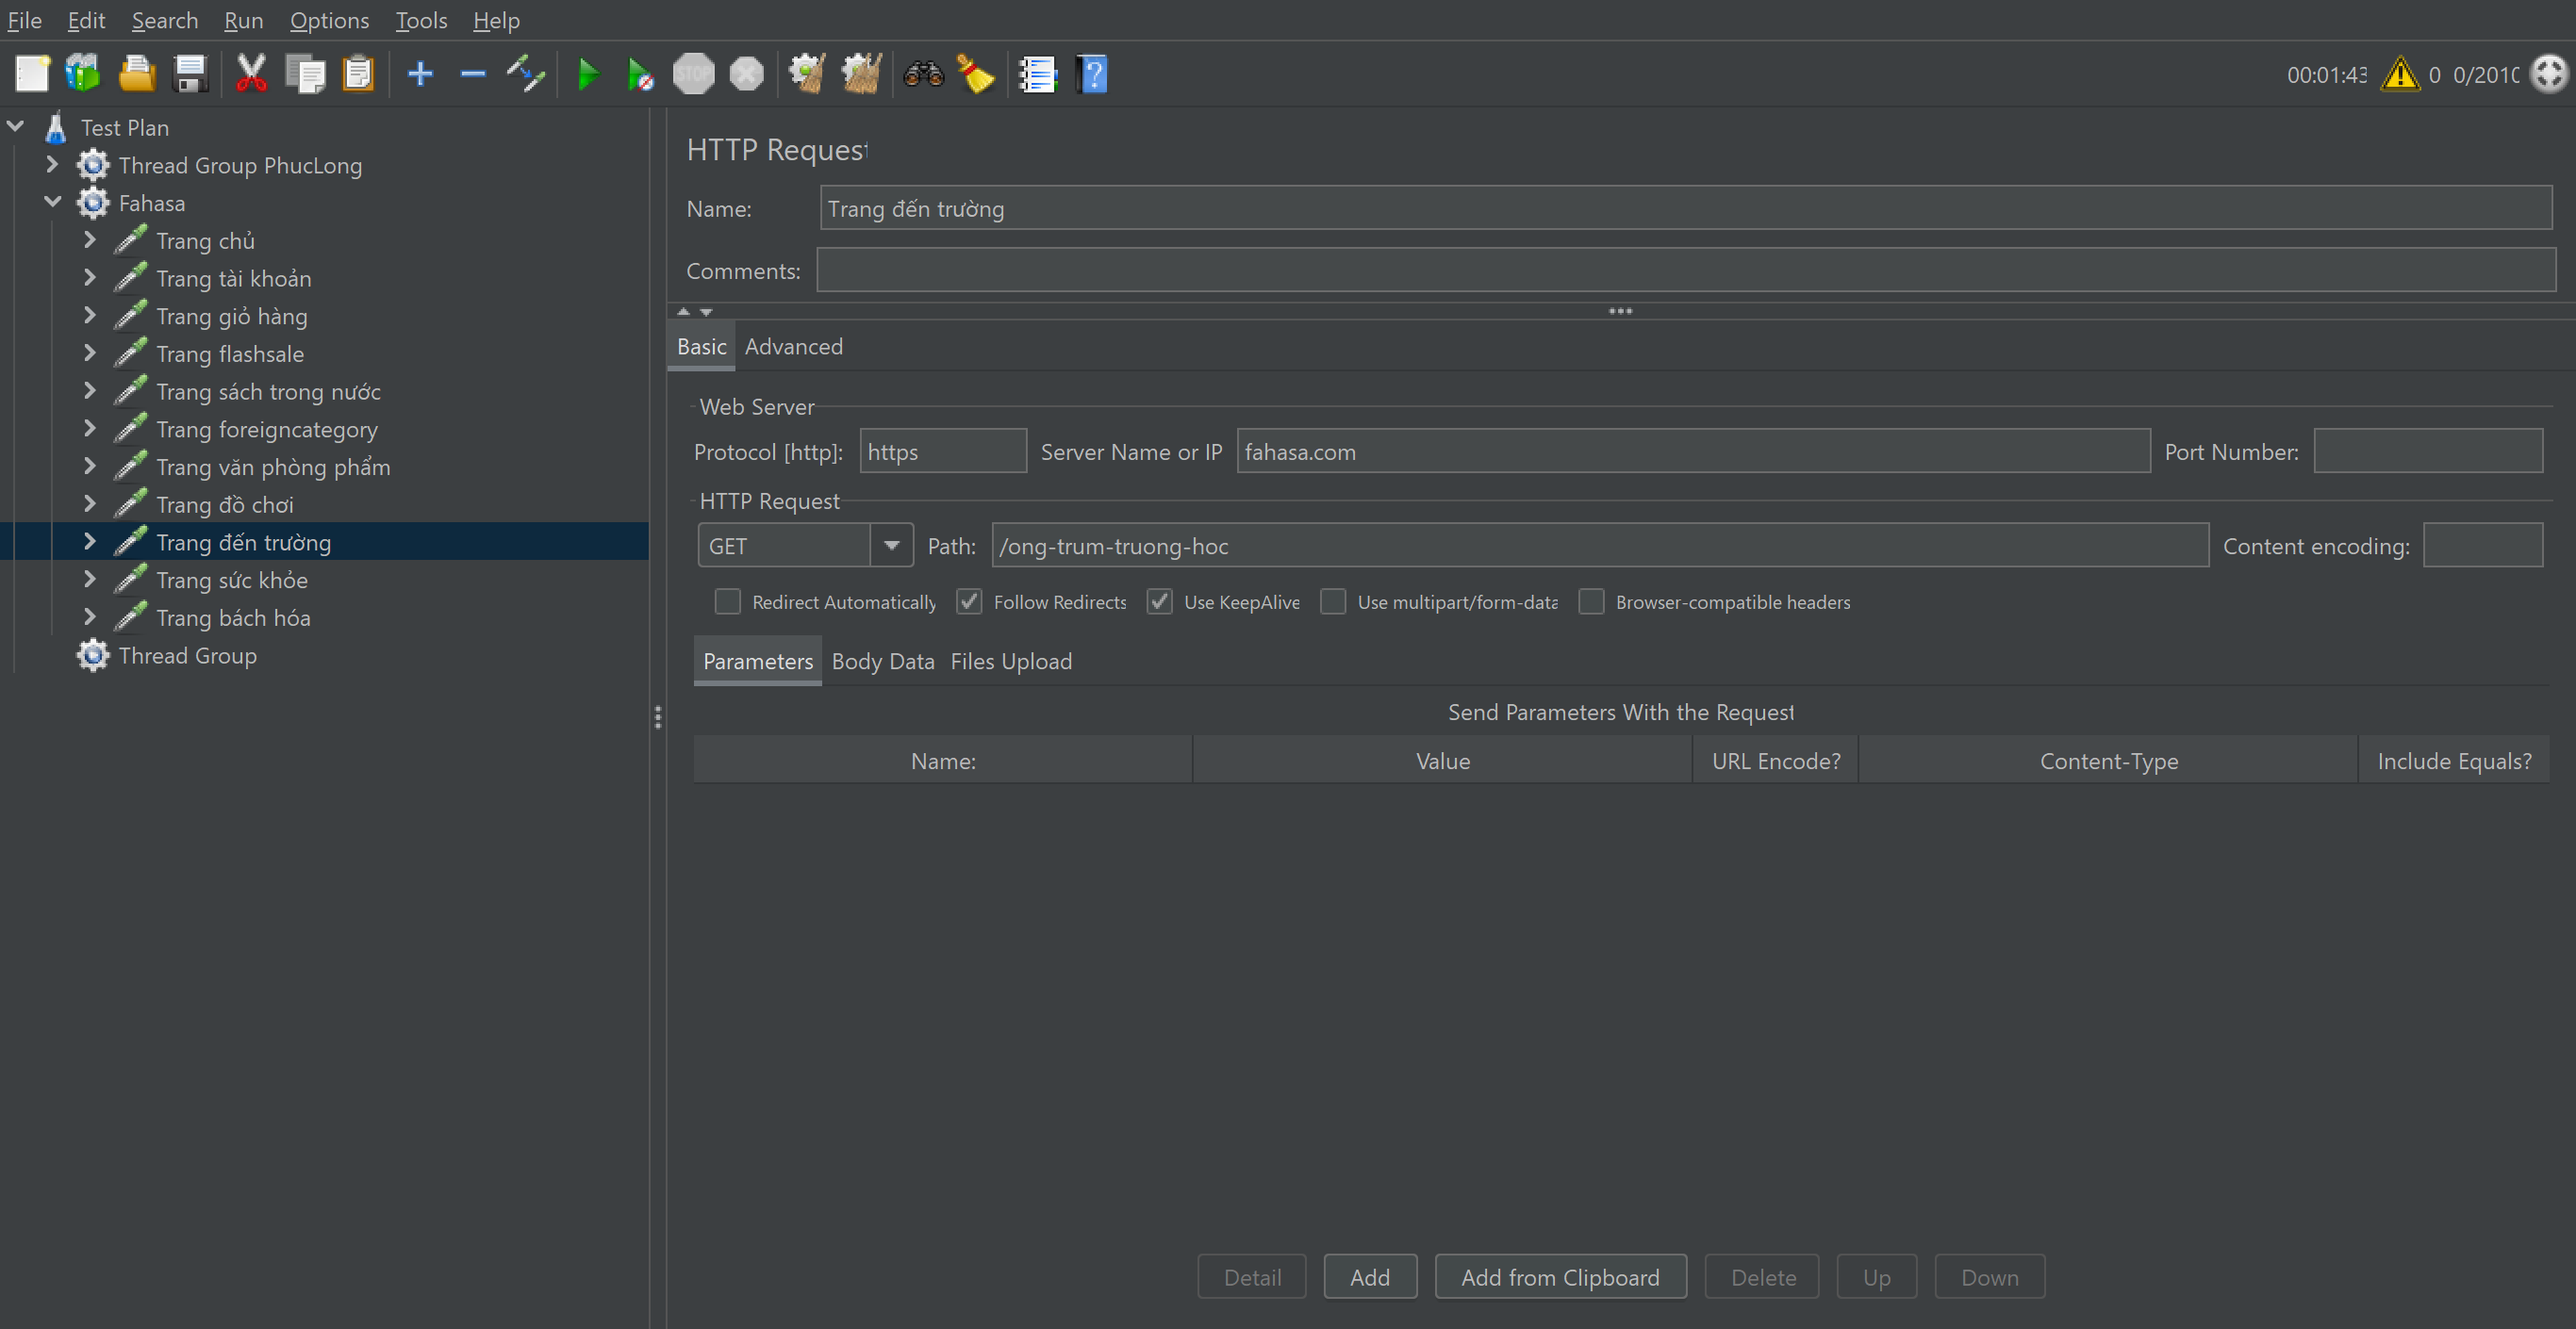 File Edit Search Run Options Tools Help
00:01:43 0 0/2010
Test Plan
Thread Group PhucLong
Fahasa
Trang chủ
Trang tài khoản
Trang giỏ hàng
Trang flashsale
Trang sách trong nước
Trang foreigncategory
Trang văn phòng phẩm
Trang đồ chơi
Trang đến trường
Trang sức khỏe
Trang bách hóa
Thread Group
HTTP Request
Name: Trang đến trường
Comments:
Basic Advanced
Web Server
Protocol [http]: https Server Name or IP fahasa.com Port Number:
HTTP Request
GET Path: /ong-trum-truong-hoc Content encoding:
Redirect Automatically Follow Redirects Use KeepAlive Use multipart/form-data Browser-compatible headers
Parameters Body Data Files Upload
Send Parameters With the Request
Name: Value URL Encode? Content-Type Include Equals?
Detail Add Add from Clipboard Delete Up Down